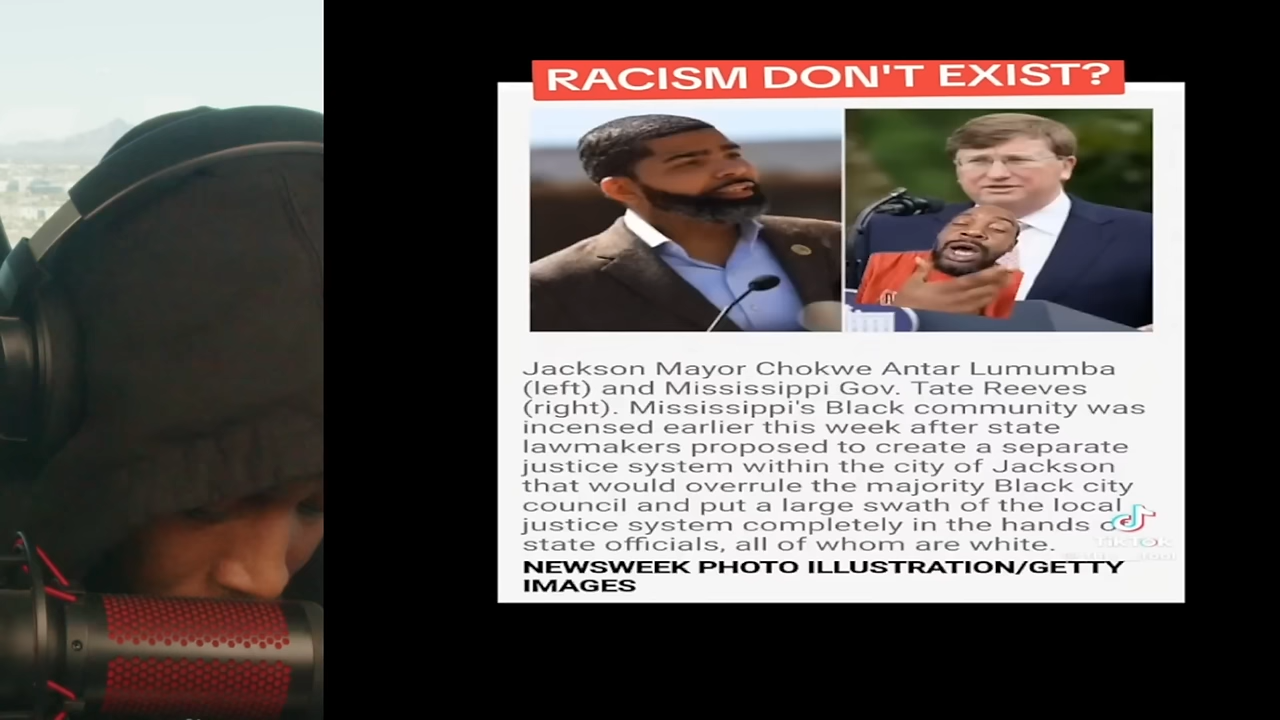 RACISM DON'T EXIST?
Jackson Mayor Chokwe Antar Lumumba
(left) and Mississippi Gov. Tate Reeves
(right). Mississippi's Black community was
incensed earlier this week after state
lawmakers proposed to create a separate
justice system within the city of Jackson
that would overrule the majority Black city
council and put a large swath of the local
justice system completely in the hands
state officials, all of whom are white.
NEWSWEEK PHOTO ILLUSTRATION/GETTY
IMAGES
TikTok